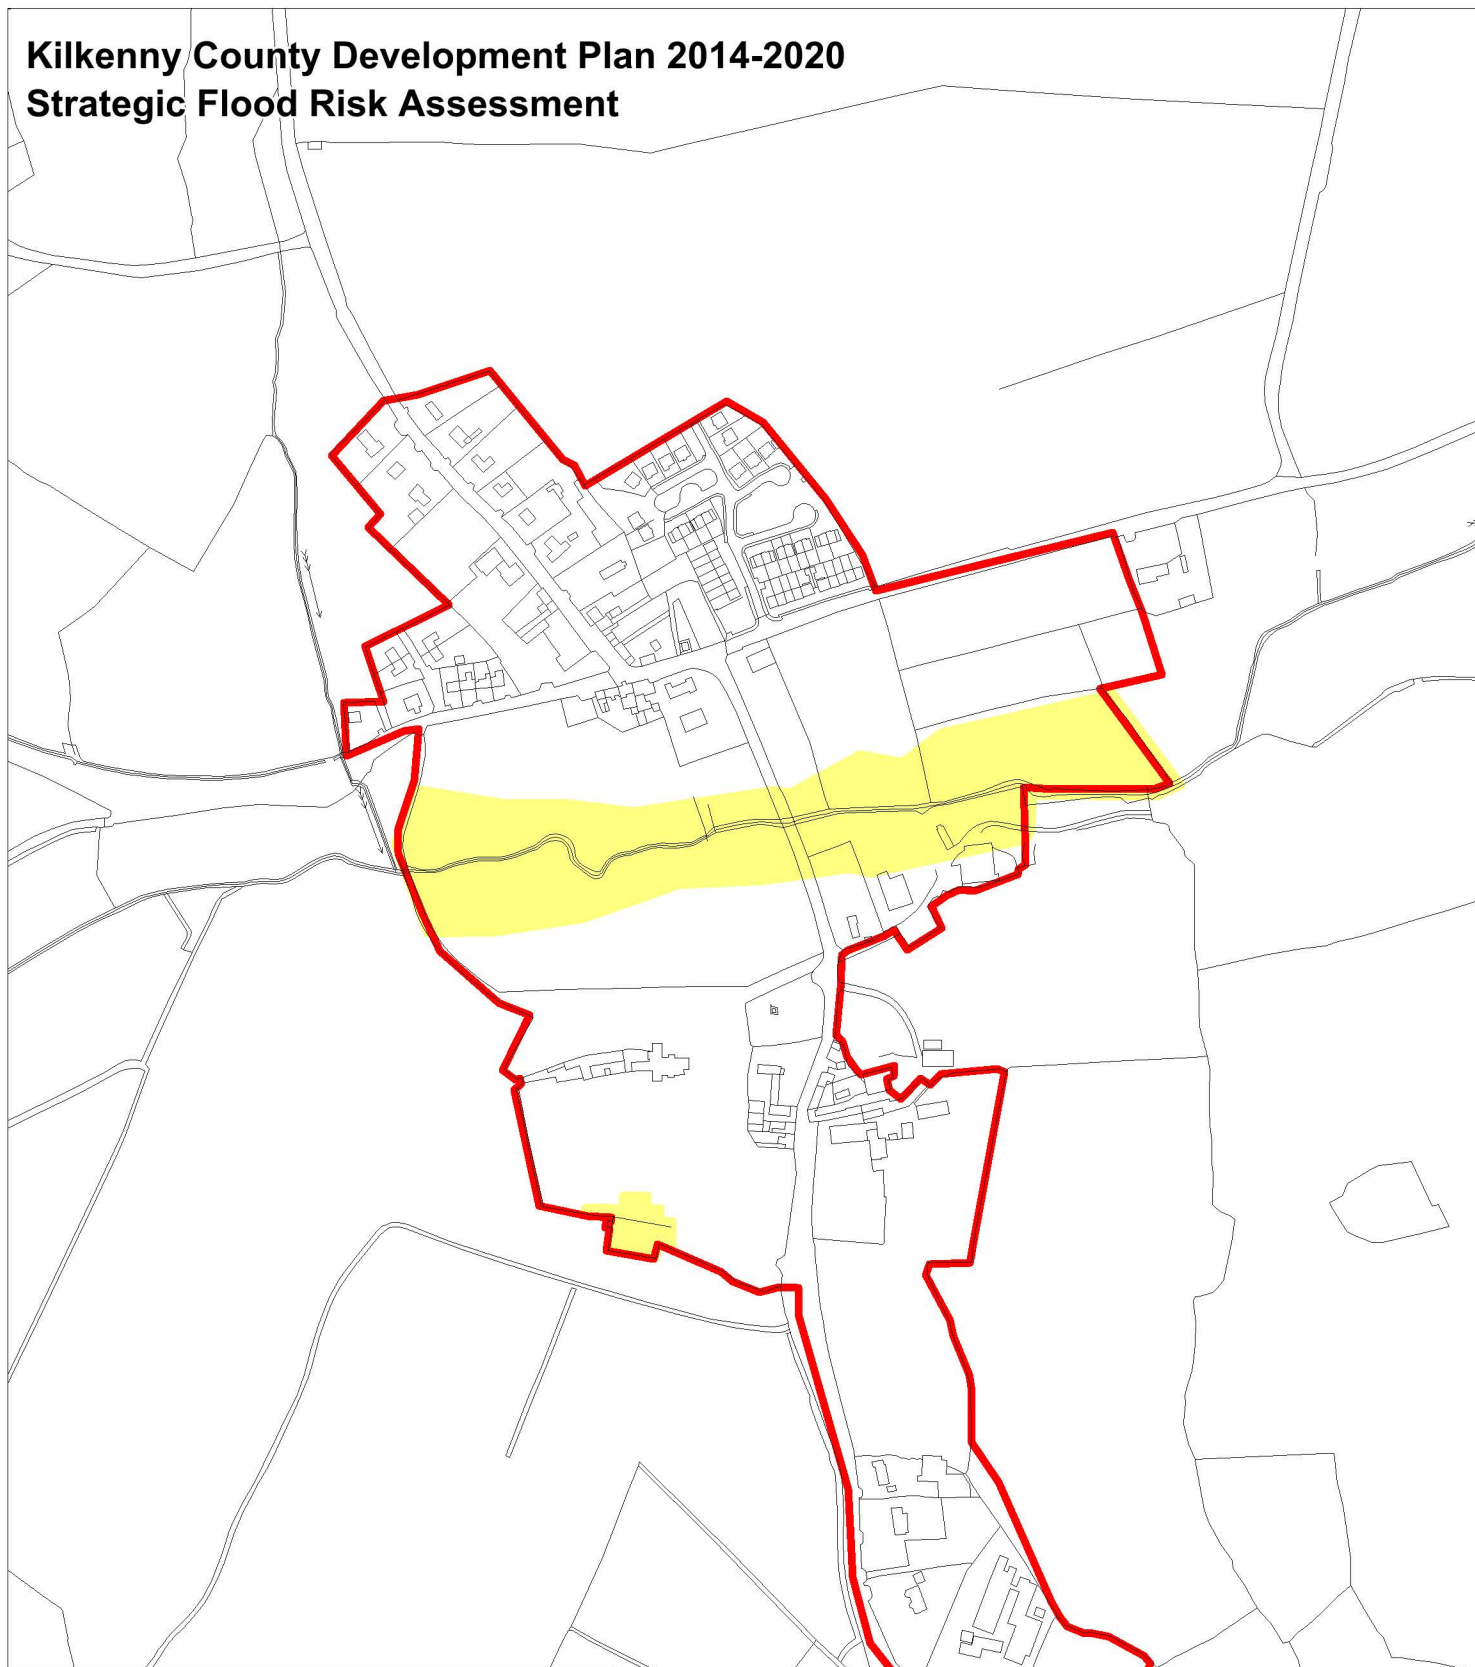 Kilkenny County Development Plan 2014-2020
Strategic Flood Risk Assessment